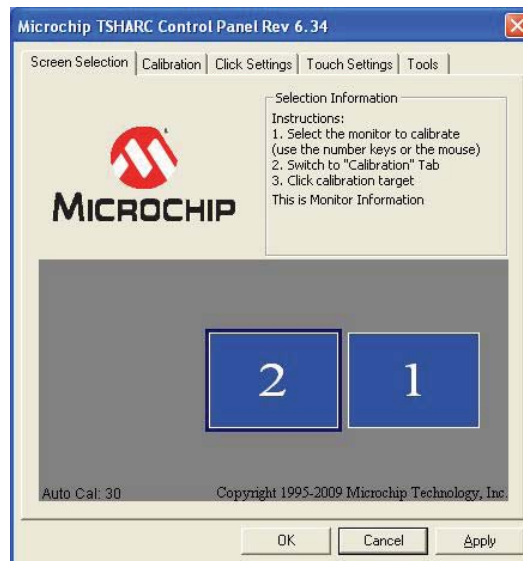 Microchip TSHARC Control Panel Rev 6.34
Screen Selection Calibration Click Settings Touch Settings Tools
MICROCHIP
Selection Information
Instructions:
1. Select the monitor to calibrate
(use the number keys or the mouse)
2. Switch to "Calibration" Tab
3. Click calibration target
This is Monitor Information
2 1
Auto Cal: 30 Copyright 1995-2009 Microchip Technology, Inc.
OK Cancel Apply